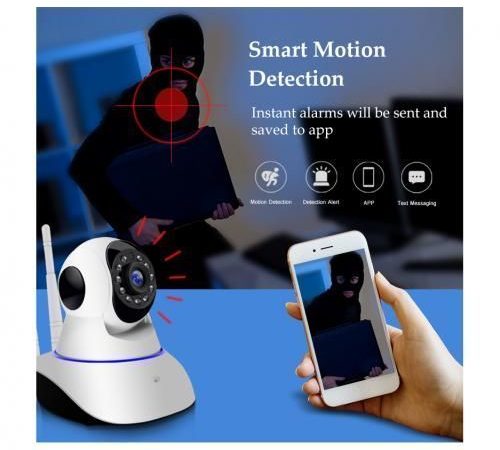 Smart Motion
Detection
Instant alarms will be sent and
saved to app
Motion Detection
Detection Alert
APP
Text Messaging